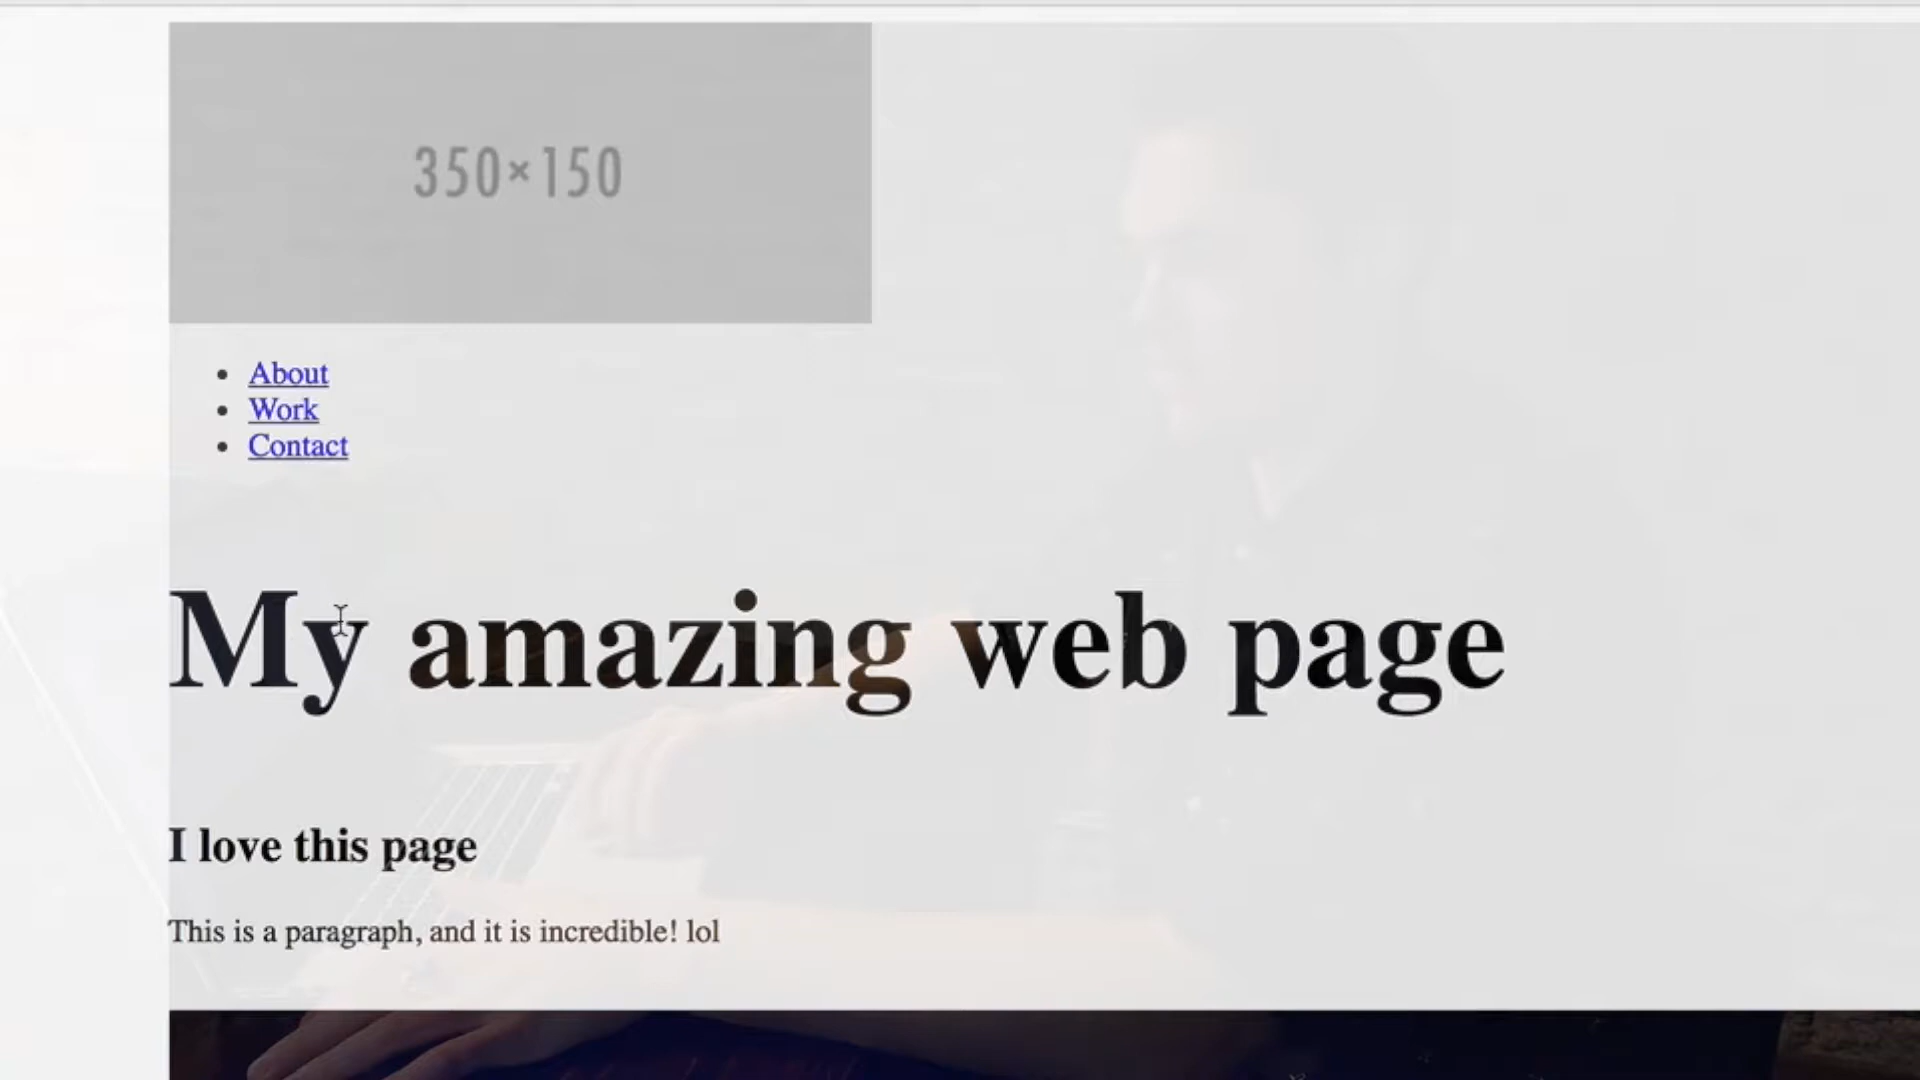 350×150
About
Work
Contact
My amazing web page
I love this page
This is a paragraph, and it is incredible! lol